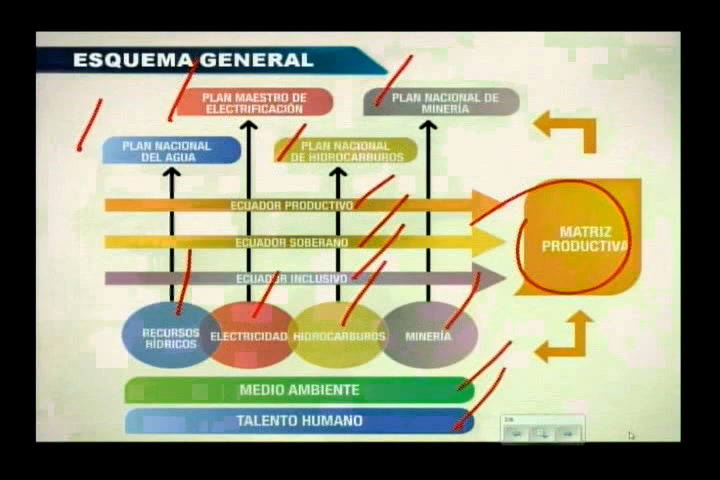 ESQUEMA GENERAL
PLAN MAESTRO DE
ELECTRIFICACIÓN
PLAN NACIONAL DE
MINERÍA
PLAN NACIONAL
DEL AGUA
PLAN NACIONAL
DE HIDROCARBUROS
ECUADOR PRODUCTIVO
ECUADOR SOBERANO
ECUADOR INCLUSIVO
MATRIZ
PRODUCTIVA
RECURSOS
HÍDRICOS
ELECTRICIDAD
HIDROCARBUROS
MINERÍA
MEDIO AMBIENTE
TALENTO HUMANO